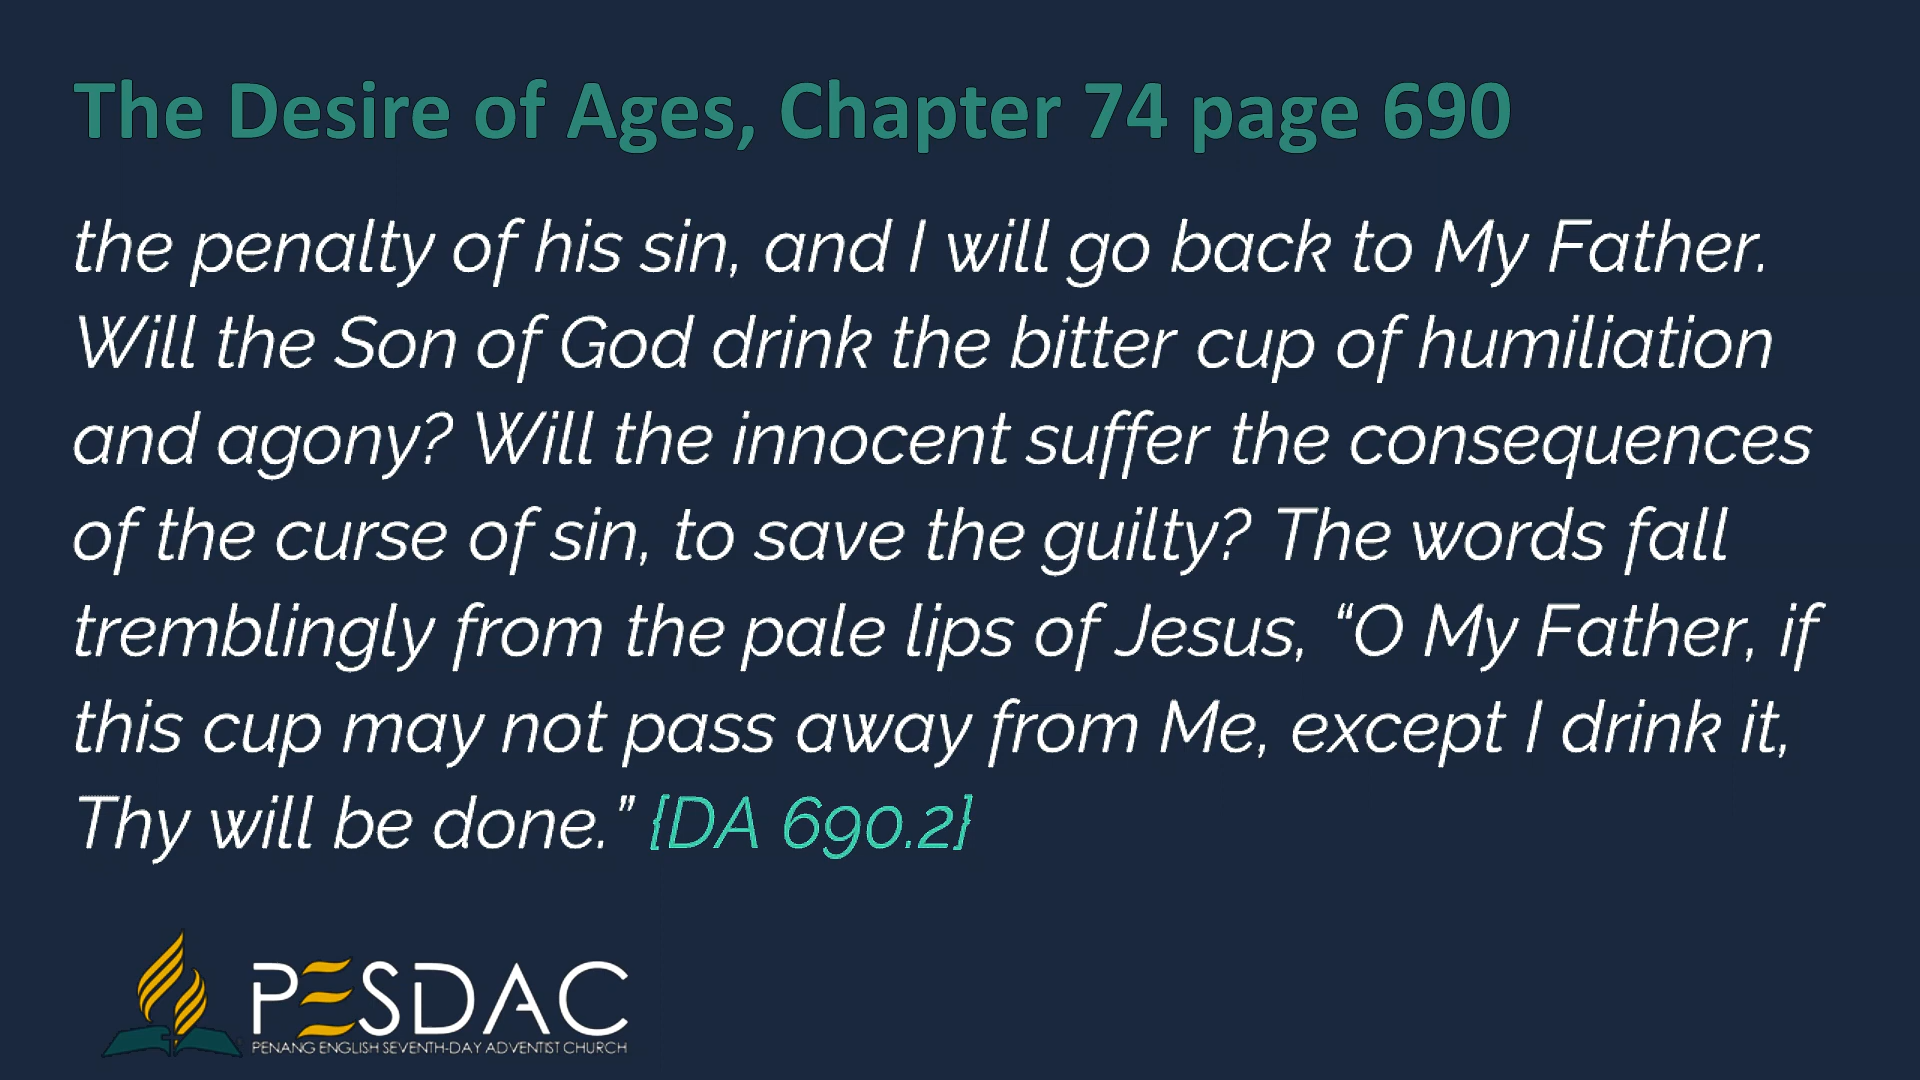 The Desire of Ages, Chapter 74 page 690
the penalty of his sin, and I will go back to My Father.
Will the Son of God drink the bitter cup of humiliation
and agony? Will the innocent suffer the consequences
of the curse of sin, to save the guilty? The words fall
tremblingly from the pale lips of Jesus, “O My Father, if
this cup may not pass away from Me, except I drink it,
Thy will be done.” {DA 690.2}
PESDAC
PENANG ENGLISH SEVENTH-DAY ADVENTIST CHURCH